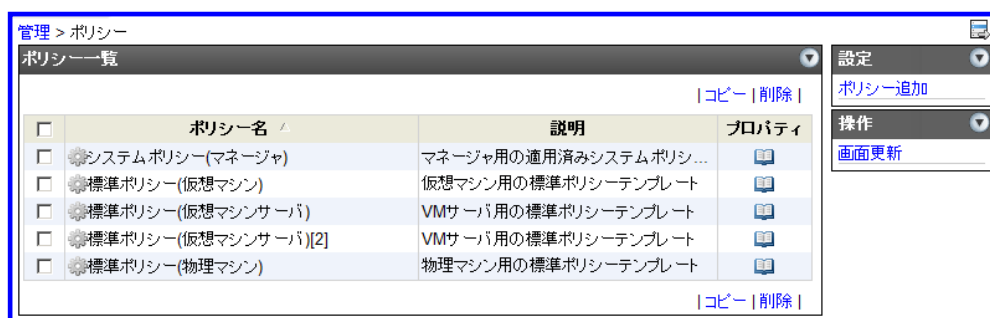 管理 > ポリシー
ポリシー一覧
| コピー | 削除 |
ポリシー名 説明 プロパティ
システムポリシー(マネージャ) マネージャ用の適用済みシステムポリシ...
標準ポリシー(仮想マシン) 仮想マシン用の標準ポリシーテンプレート
標準ポリシー(仮想マシンサーバ) VMサーバ用の標準ポリシーテンプレート
標準ポリシー(仮想マシンサーバ)[2] VMサーバ用の標準ポリシーテンプレート
標準ポリシー(物理マシン) 物理マシン用の標準ポリシーテンプレート
| コピー | 削除 |
設定
ポリシー追加
操作
画面更新